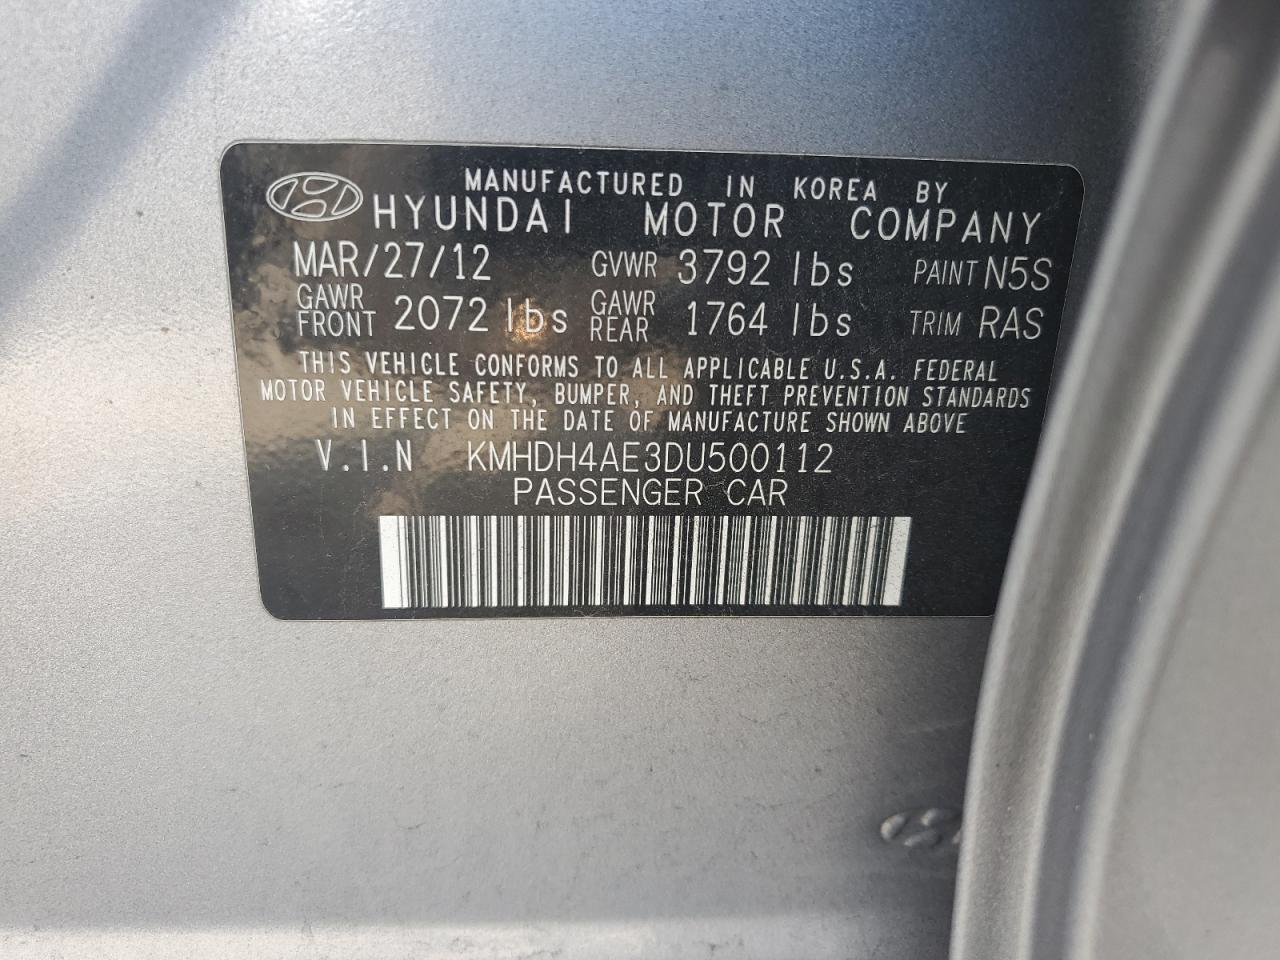 MANUFACTURED IN KOREA BY
HYUNDAI MOTOR COMPANY
MAR/27/12 GVWR 3792 lbs PAINT N5S
GAWR FRONT 2072 lbs GAWR REAR 1764 lbs TRIM RAS
THIS VEHICLE CONFORMS TO ALL APPLICABLE U.S.A. FEDERAL
MOTOR VEHICLE SAFETY, BUMPER, AND THEFT PREVENTION STANDARDS
IN EFFECT ON THE DATE OF MANUFACTURE SHOWN ABOVE
V.I.N KMHDH4AE3DU500112
PASSENGER CAR